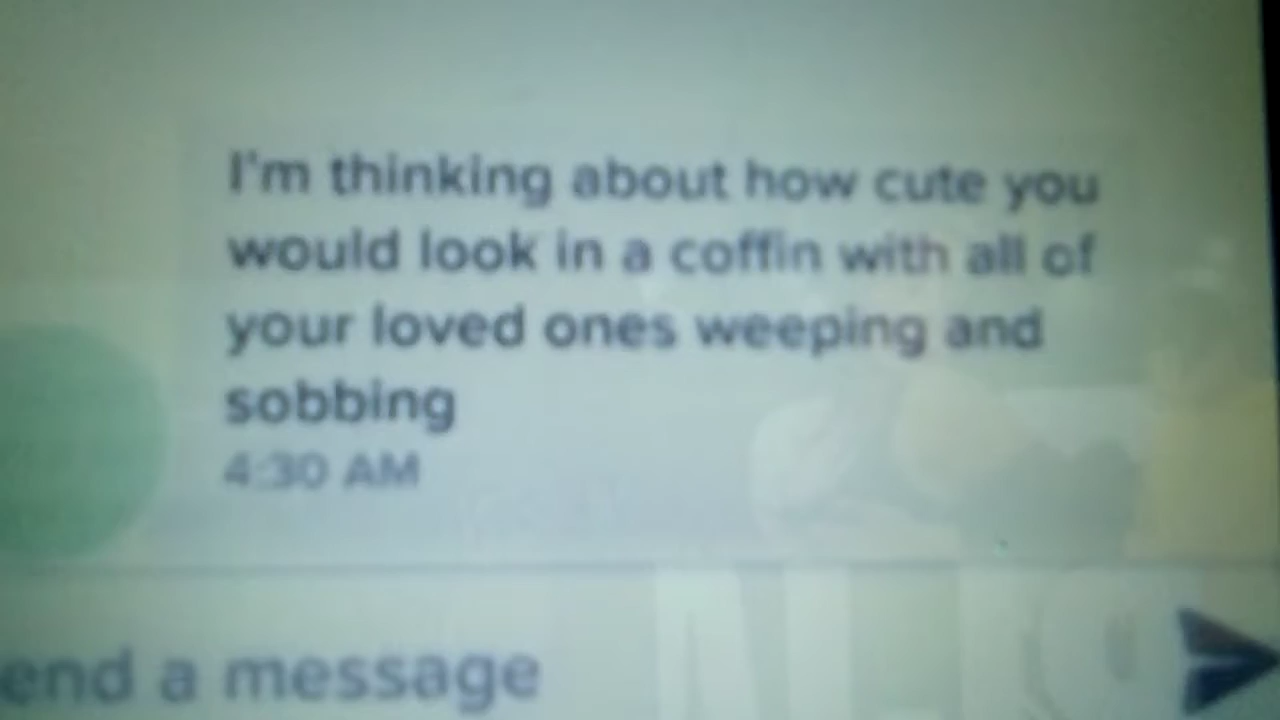 I'm thinking about how cute you
would look in a coffin with all of
your loved ones weeping and
sobbing
4:30 AM
end a message